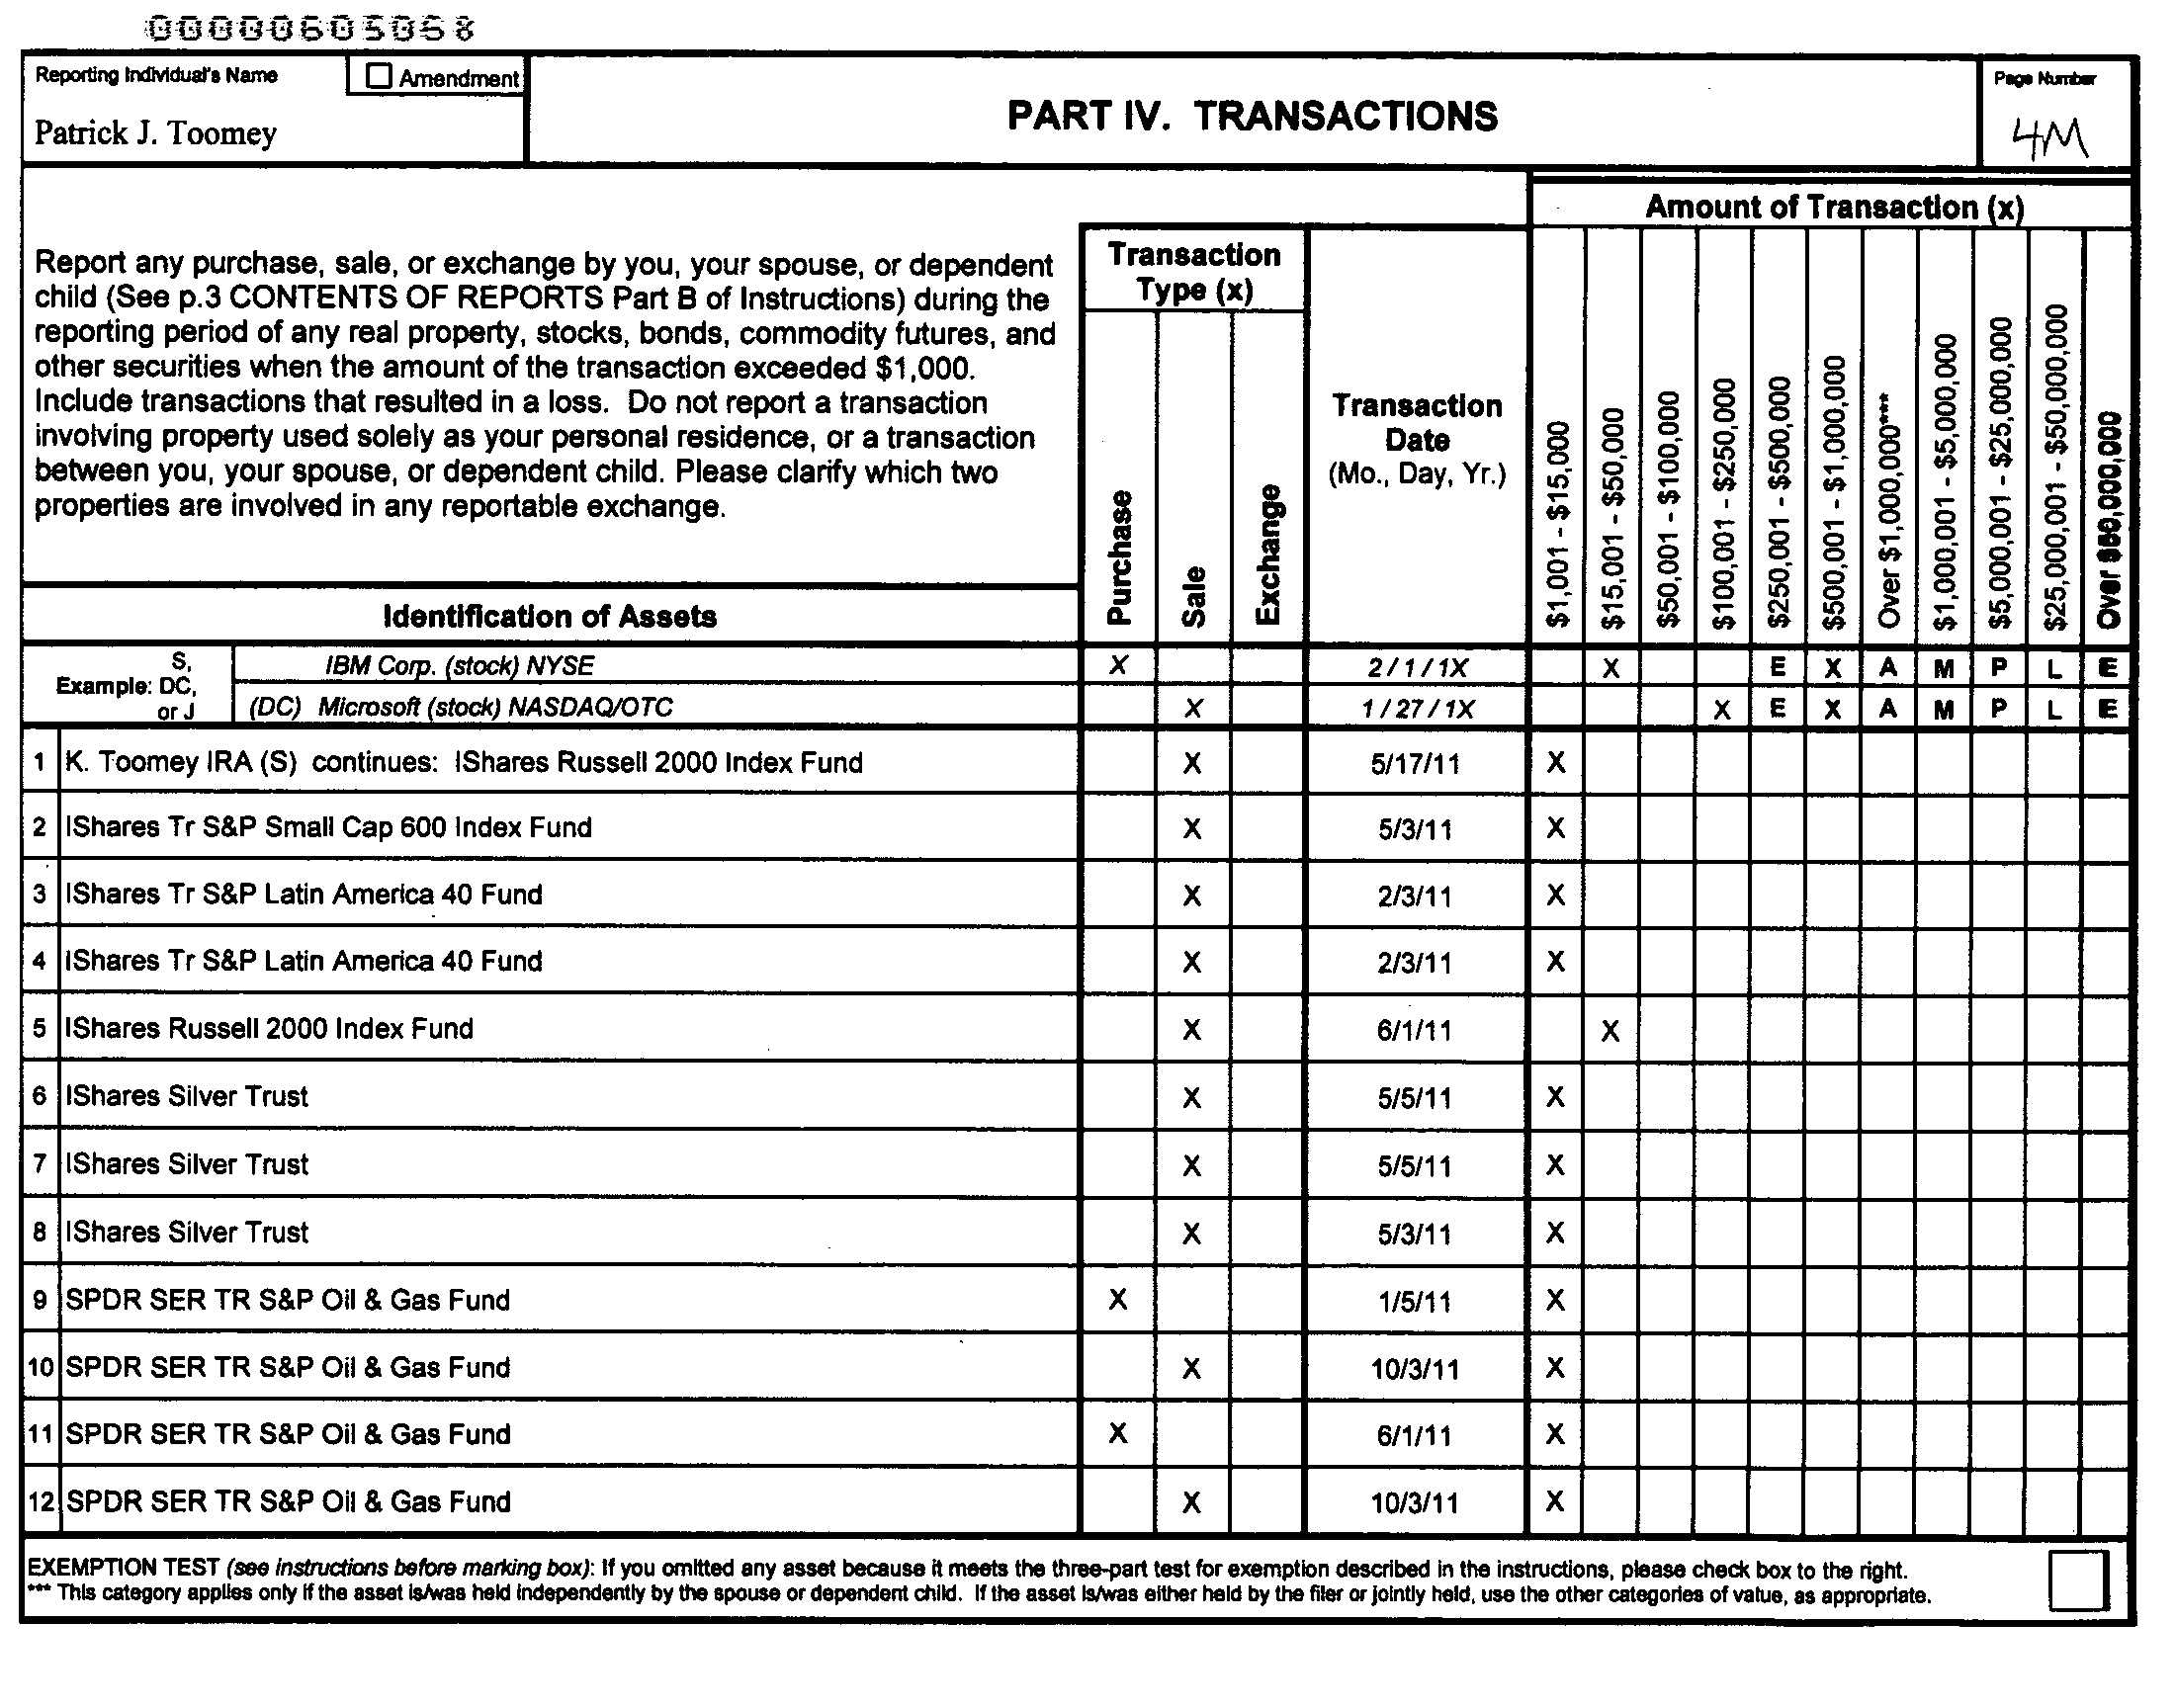 00000605068
Reporting Individual's Name
Amendment
Patrick J. Toomey
PART IV. TRANSACTIONS
Page Number
4M
Report any purchase, sale, or exchange by you, your spouse, or dependent
child (See p.3 CONTENTS OF REPORTS Part B of Instructions) during the
reporting period of any real property, stocks, bonds, commodity futures, and
other securities when the amount of the transaction exceeded $1,000.
Include transactions that resulted in a loss. Do not report a transaction
involving property used solely as your personal residence, or a transaction
between you, your spouse, or dependent child. Please clarify which two
properties are involved in any reportable exchange.
Identification of Assets
Transaction
Type (x)
Purchase
Sale
Exchange
Transaction
Date
(Mo., Day, Yr.)
Amount of Transaction (x)
$1,001 - $15,000
$15,001 - $50,000
$50,001 - $100,000
$100,001 - $250,000
$250,001 - $500,000
$500,001 - $1,000,000
Over $1,000,000***
$1,000,001 - $5,000,000
$5,000,001 - $25,000,000
$25,000,001 - $50,000,000
Over $50,000,000
Example: S, DC, or J
IBM Corp. (stock) NYSE X 2 / 1 / 1X X E X A M P L E
(DC) Microsoft (stock) NASDAQ/OTC X 1 / 27 / 1X X E X A M P L E
1 K. Toomey IRA (S) continues: IShares Russell 2000 Index Fund X 5/17/11 X
2 IShares Tr S&P Small Cap 600 Index Fund X 5/3/11 X
3 IShares Tr S&P Latin America 40 Fund X 2/3/11 X
4 IShares Tr S&P Latin America 40 Fund X 2/3/11 X
5 IShares Russell 2000 Index Fund X 6/1/11 X
6 IShares Silver Trust X 5/5/11 X
7 IShares Silver Trust X 5/5/11 X
8 IShares Silver Trust X 5/3/11 X
9 SPDR SER TR S&P Oil & Gas Fund X 1/5/11 X
10 SPDR SER TR S&P Oil & Gas Fund X 10/3/11 X
11 SPDR SER TR S&P Oil & Gas Fund X 6/1/11 X
12 SPDR SER TR S&P Oil & Gas Fund X 10/3/11 X
EXEMPTION TEST (see instructions before marking box): If you omitted any asset because it meets the three-part test for exemption described in the instructions, please check box to the right.
*** This category applies only if the asset is/was held independently by the spouse or dependent child. If the asset is/was either held by the filer or jointly held, use the other categories of value, as appropriate.